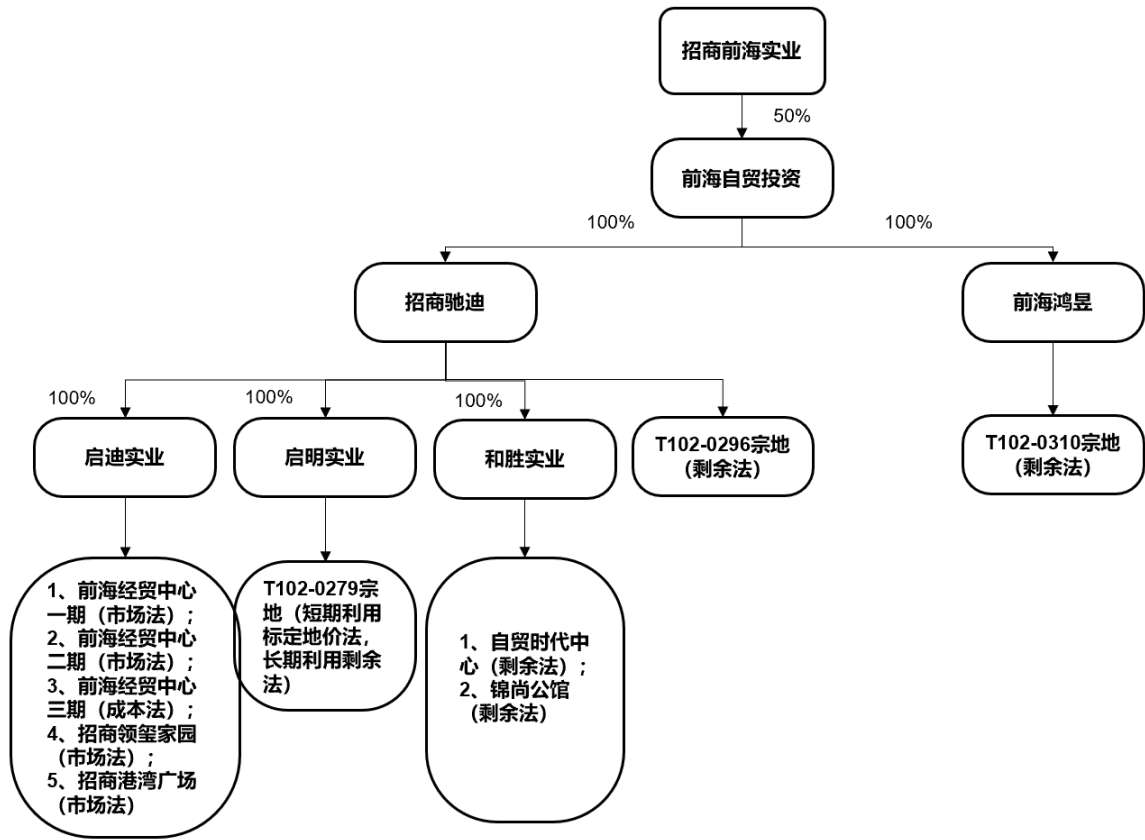 招商前海实业
50%
前海自贸投资
100%
100%
招商驰迪
前海鸿昱
100%
100%
100%
启迪实业
启明实业
和胜实业
T102-0296宗地
（剩余法）
T102-0310宗地
（剩余法）
1、前海经贸中心
一期（市场法）；
2、前海经贸中心
二期（市场法）；
3、前海经贸中心
三期（成本法）；
4、招商领玺家园
（市场法）；
5、招商港湾广场
（市场法）
T102-0279宗
地（短期利用
标定地价法，
长期利用剩余
法）
1、自贸时代中
心（剩余法）；
2、锦尚公馆
（剩余法）